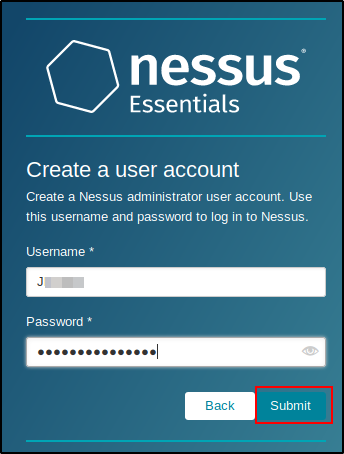 nessus®
Essentials
Create a user account
Create a Nessus administrator user account. Use
this username and password to log in to Nessus.
Username *
J
Password *
●●●●●●●●●●●●●●●
Back
Submit